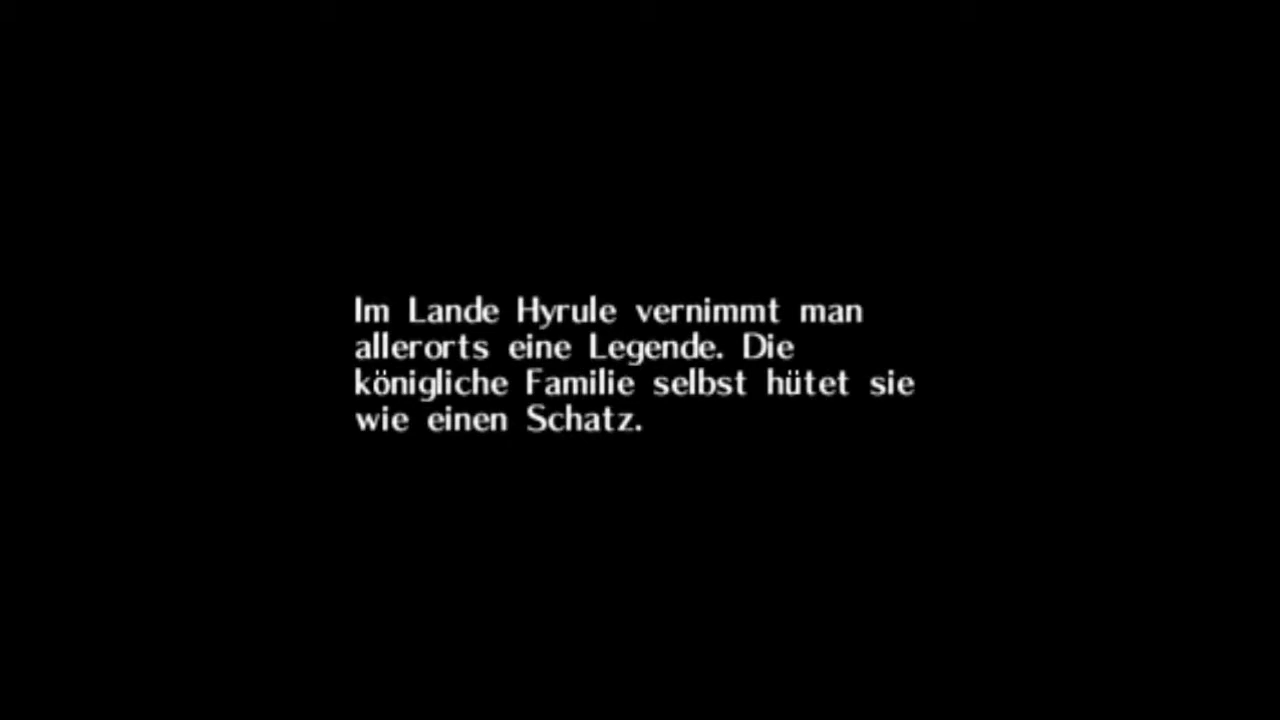 Im Lande Hyrule vernimmt man
allerorts eine Legende. Die
königliche Familie selbst hütet sie
wie einen Schatz.